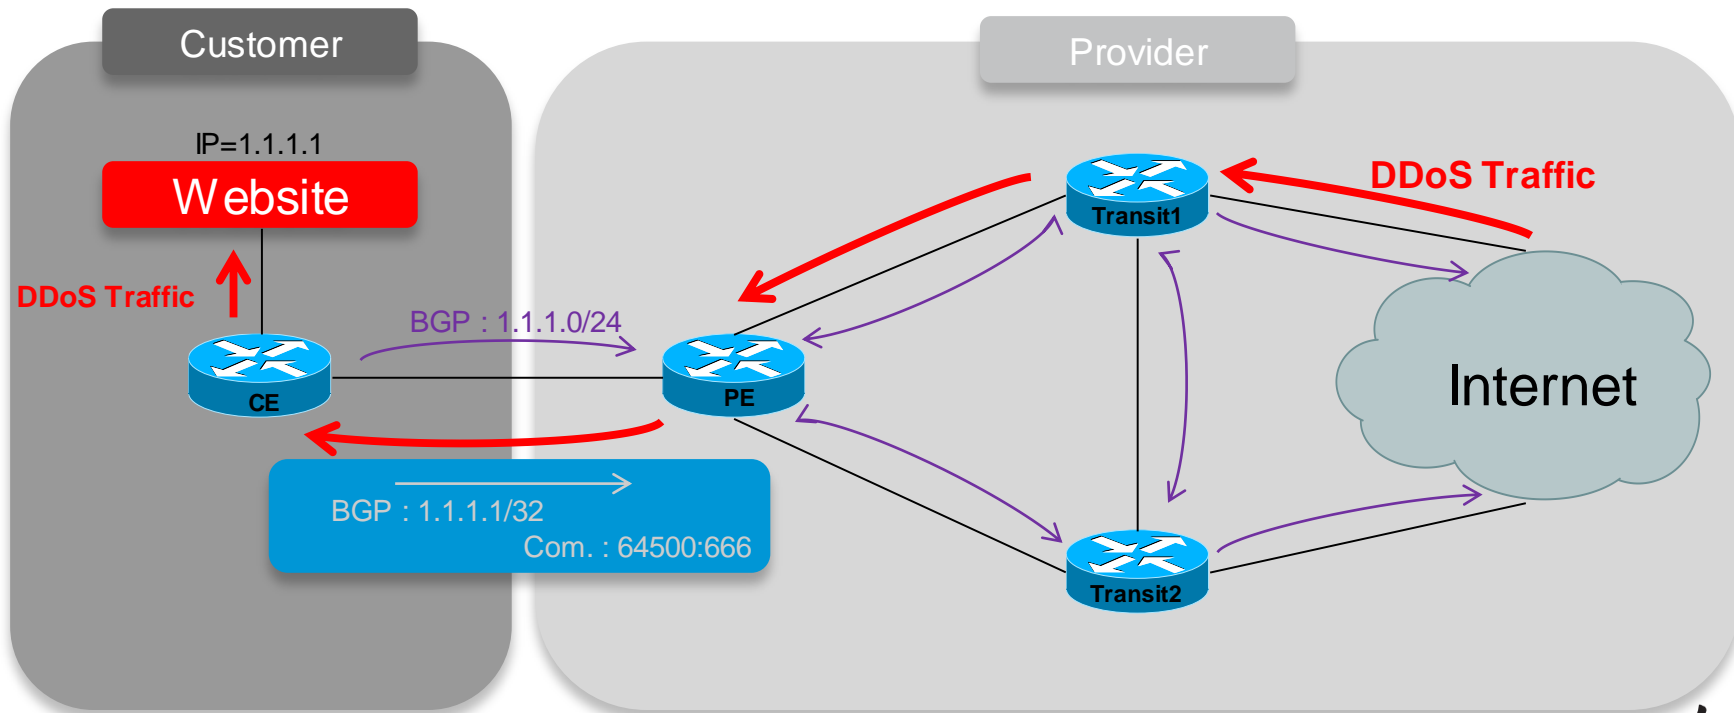 Customer
Provider
IP=1.1.1.1
Website
DDoS Traffic
Transit1
DDoS Traffic
BGP : 1.1.1.0/24
CE
PE
Internet
BGP : 1.1.1.1/32
Com. : 64500:666
Transit2